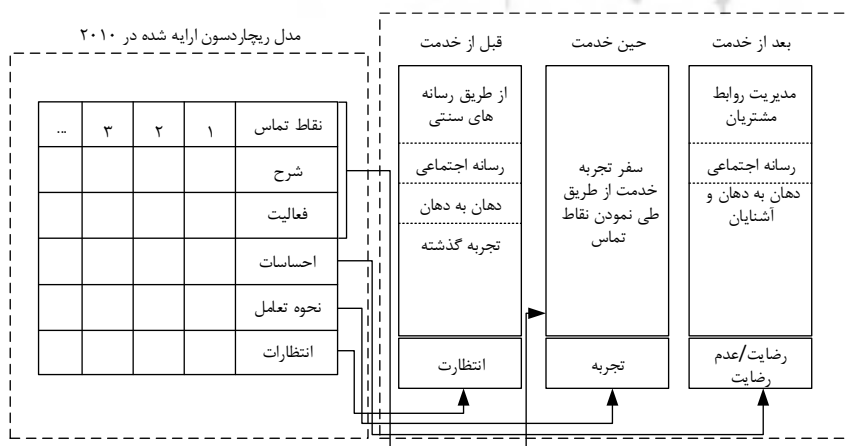 مدل ریچاردسون ارایه شده در ۲۰۱۰
قبل از خدمت
حین خدمت
بعد از خدمت
نقاط تماس
۱
۲
۳
...
شرح
فعالیت
احساسات
نحوه تعامل
انتظارات
از طریق رسانه
های سنتی
رسانه اجتماعی
دهان به دهان
تجربه گذشته
انتظارت
سفر تجربه
خدمت از طریق
طی نمودن نقاط
تماس
تجربه
مدیریت روابط
مشتریان
رسانه اجتماعی
دهان به دهان و
آشنایان
رضایت/عدم
رضایت